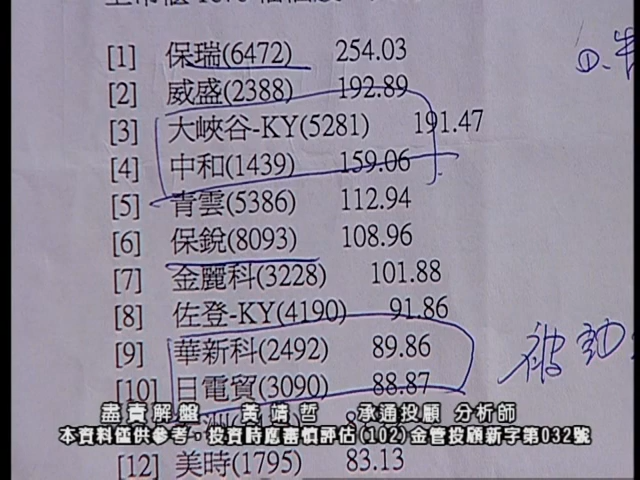 [1] 保瑞(6472) 254.03
[2] 威盛(2388) 192.89
[3] 大峽谷-KY(5281) 191.47
[4] 中和(1439) 159.06
[5] 青雲(5386) 112.94
[6] 保銳(8093) 108.96
[7] 金麗科(3228) 101.88
[8] 佐登-KY(4190) 91.86
[9] 華新科(2492) 89.86
被動
[10] 日電貿(3090) 88.87
盡責解盤 黃靖哲 承通投顧 分析師
本資料僅供參考，投資時應審慎評估(102)金管投顧新字第032號
[12] 美時(1795) 83.13